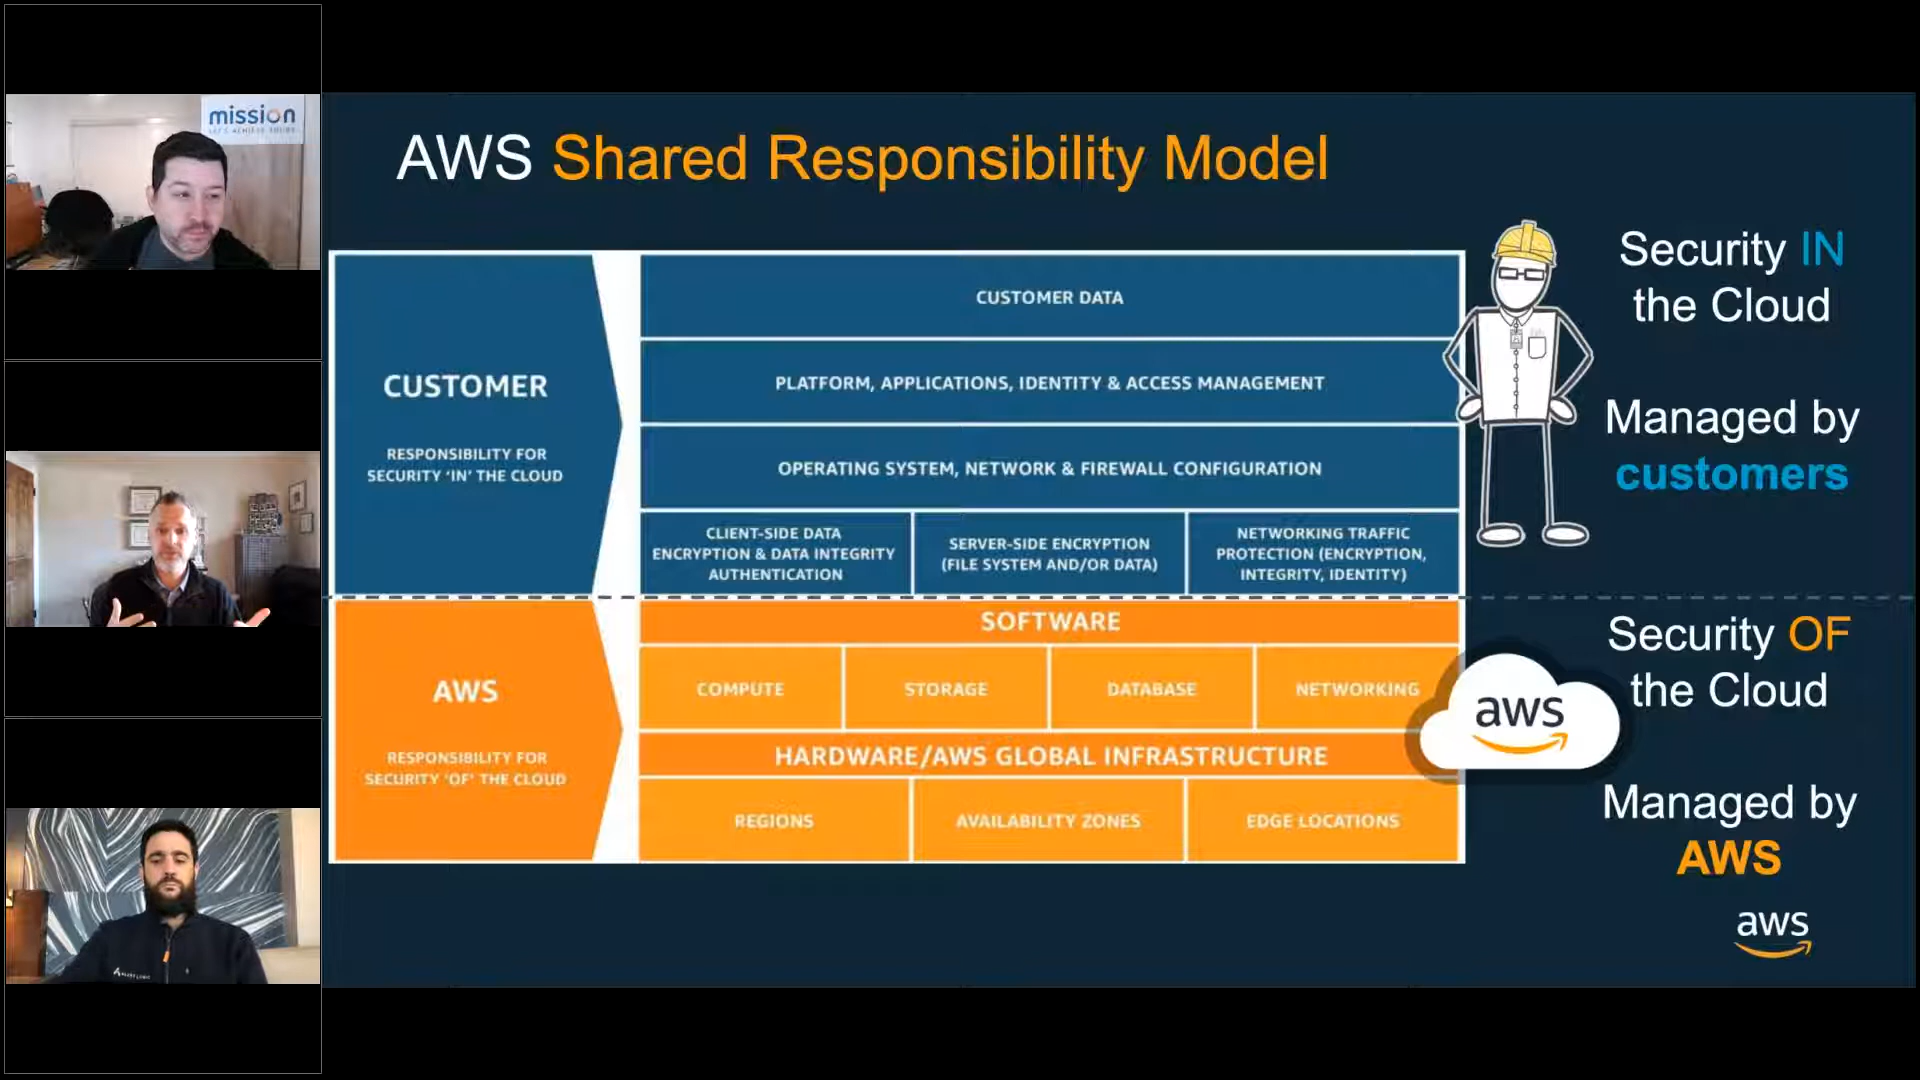 mission
AWS Shared Responsibility Model
CUSTOMER
RESPONSIBILITY FOR
SECURITY 'IN' THE CLOUD
CUSTOMER DATA
PLATFORM, APPLICATIONS, IDENTITY & ACCESS MANAGEMENT
OPERATING SYSTEM, NETWORK & FIREWALL CONFIGURATION
CLIENT-SIDE DATA
ENCRYPTION & DATA INTEGRITY
AUTHENTICATION
SERVER-SIDE ENCRYPTION
(FILE SYSTEM AND/OR DATA)
NETWORKING TRAFFIC
PROTECTION (ENCRYPTION,
INTEGRITY, IDENTITY)
Security IN
the Cloud
Managed by
customers
AWS
RESPONSIBILITY FOR
SECURITY 'OF' THE CLOUD
SOFTWARE
COMPUTE
STORAGE
DATABASE
NETWORKING
HARDWARE/AWS GLOBAL INFRASTRUCTURE
REGIONS
AVAILABILITY ZONES
EDGE LOCATIONS
aws
Security OF
the Cloud
Managed by
AWS
aws